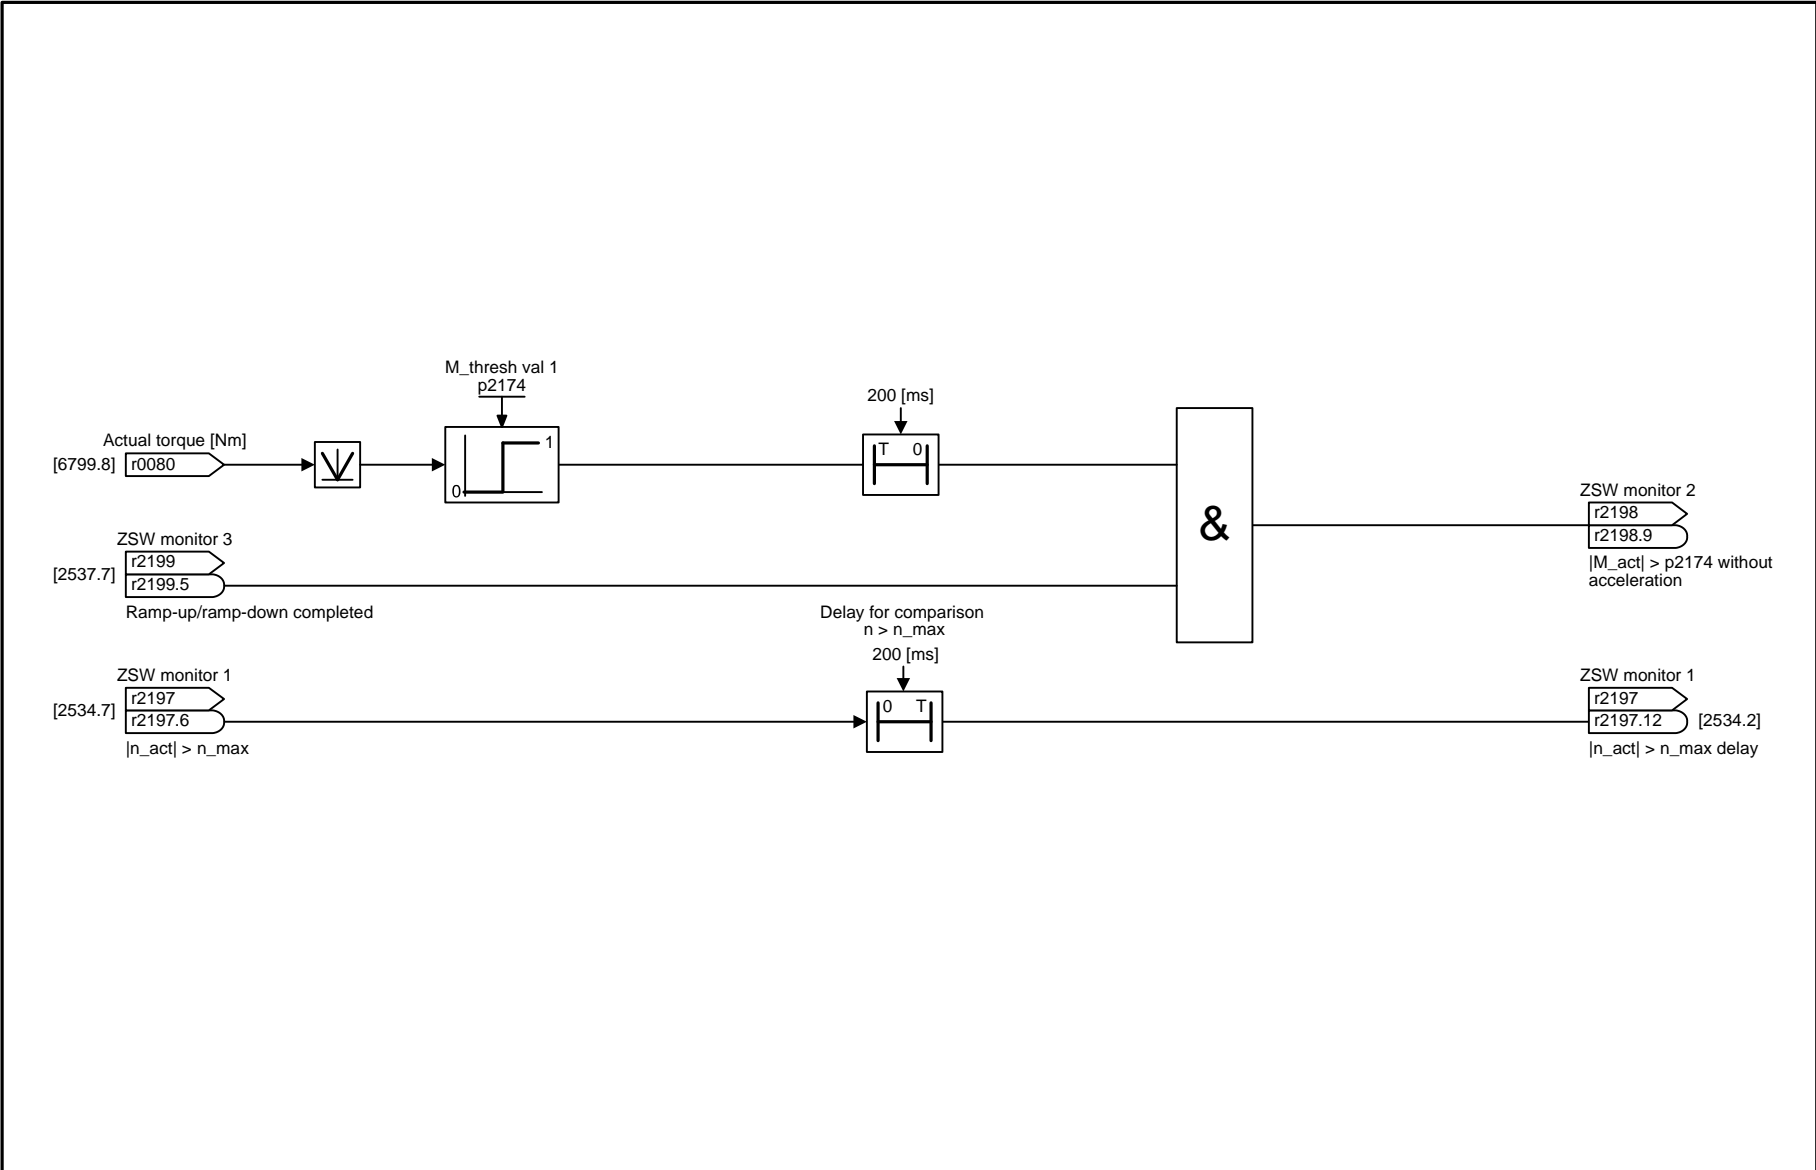 M_thresh val 1
p2174
200 [ms]
Actual torque [Nm]
[6799.8]
r0080
1
0
T 0
&
ZSW monitor 2
r2198
r2198.9
|M_act| > p2174 without
acceleration
ZSW monitor 3
[2537.7]
r2199
r2199.5
Ramp-up/ramp-down completed
Delay for comparison
n > n_max
200 [ms]
ZSW monitor 1
[2534.7]
r2197
r2197.6
|n_act| > n_max
0 T
ZSW monitor 1
r2197
r2197.12
[2534.2]
|n_act| > n_max delay